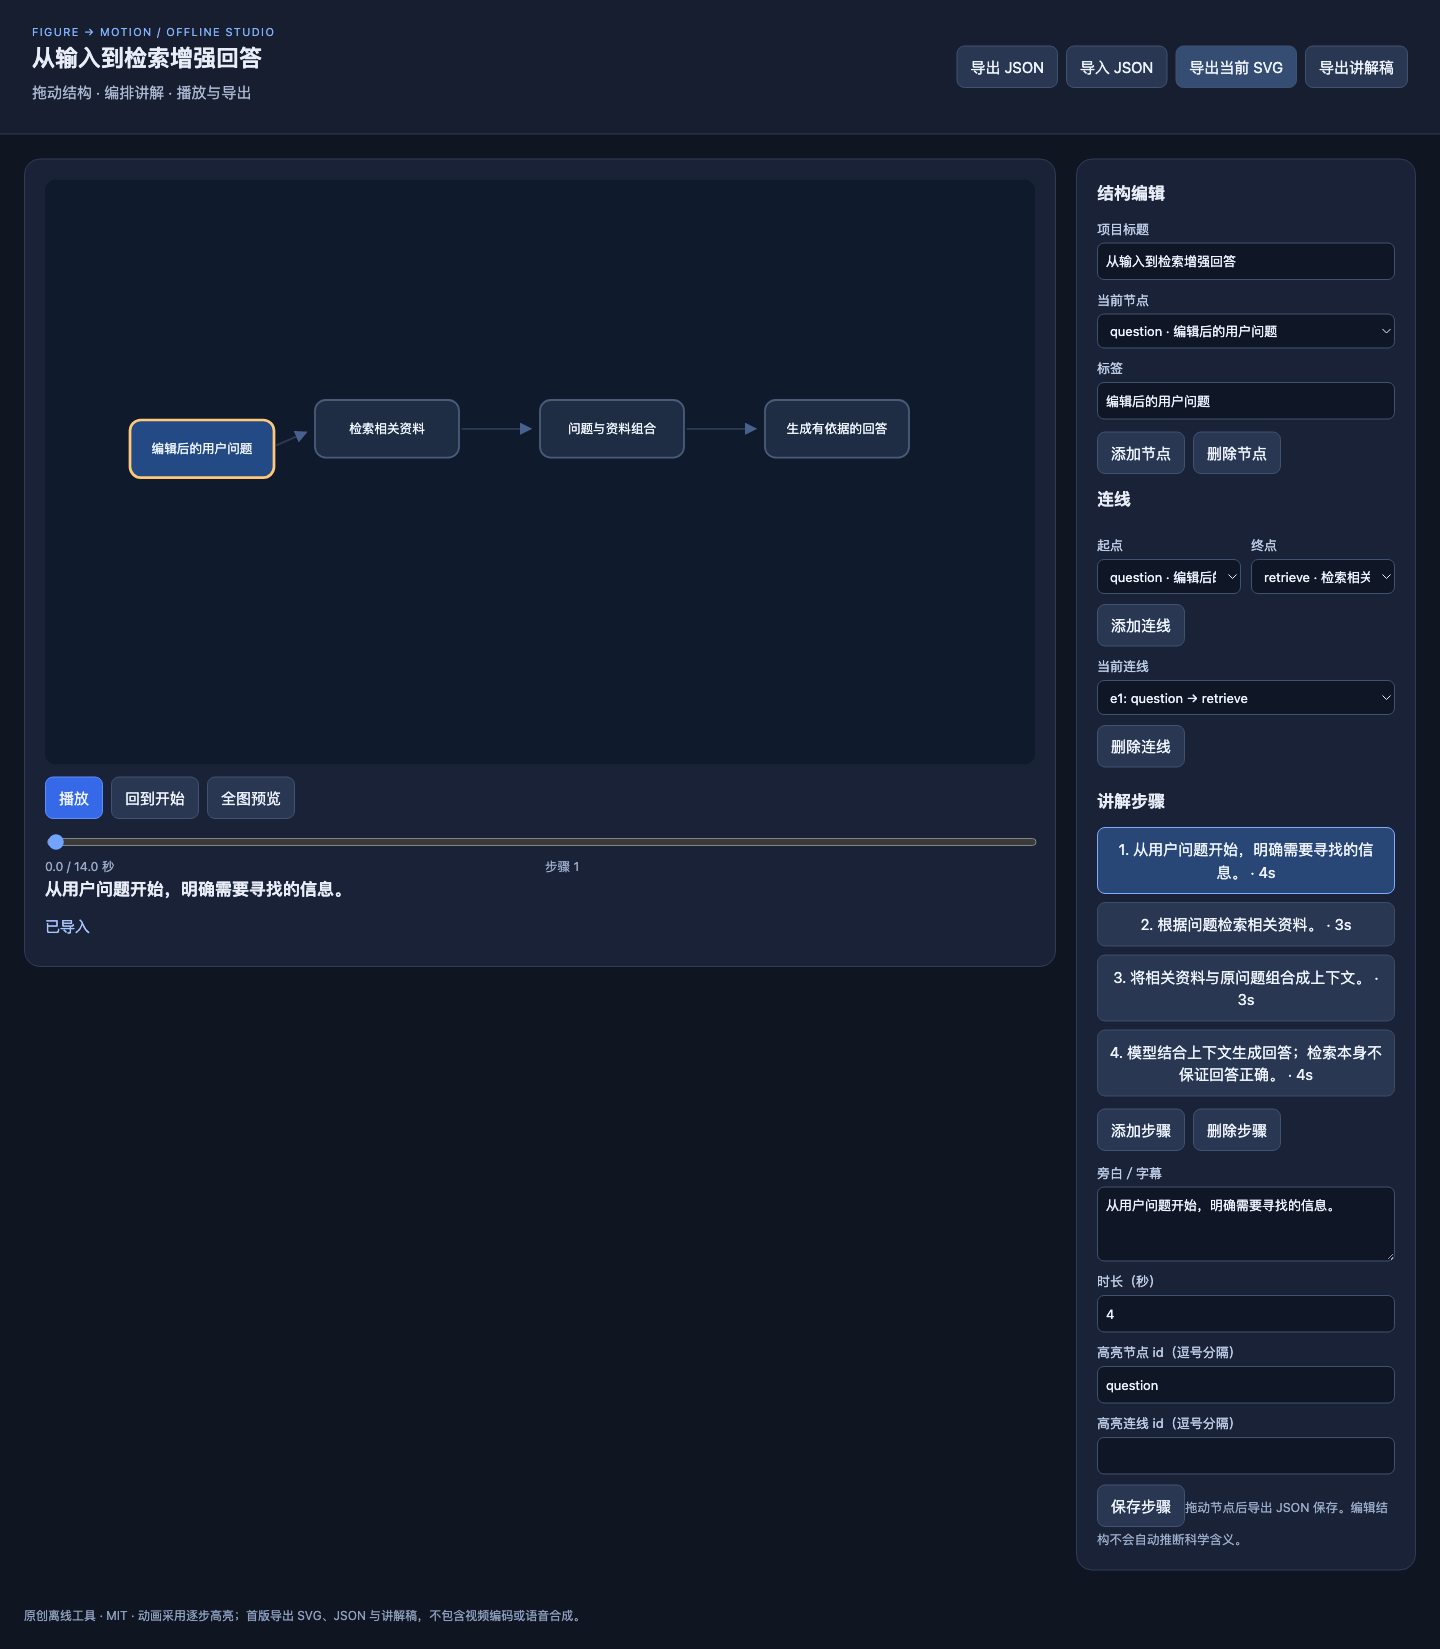 FIGURE → MOTION / OFFLINE STUDIO
从输入到检索增强回答
拖动结构 · 编排讲解 · 播放与导出
导出 JSON
导入 JSON
导出当前 SVG
导出讲解稿
编辑后的用户问题
检索相关资料
问题与资料组合
生成有依据的回答
播放
回到开始
全图预览
0.0 / 14.0 秒
步骤 1
从用户问题开始，明确需要寻找的信息。
已导入
结构编辑
项目标题
从输入到检索增强回答
当前节点
question · 编辑后的用户问题
标签
编辑后的用户问题
添加节点
删除节点
连线
起点
终点
question · 编辑后
retrieve · 检索相关
添加连线
当前连线
e1: question → retrieve
删除连线
讲解步骤
1. 从用户问题开始，明确需要寻找的信
息。 · 4s
2. 根据问题检索相关资料。 · 3s
3. 将相关资料与原问题组合成上下文。 ·
3s
4. 模型结合上下文生成回答；检索本身不
保证回答正确。 · 4s
添加步骤
删除步骤
旁白 / 字幕
从用户问题开始，明确需要寻找的信息。
时长（秒）
4
高亮节点 id（逗号分隔）
question
高亮连线 id（逗号分隔）
保存步骤
拖动节点后导出 JSON 保存。编辑结
构不会自动推断科学含义。
原创离线工具 · MIT · 动画采用逐步高亮；首版导出 SVG、JSON 与讲解稿，不包含视频编码或语音合成。